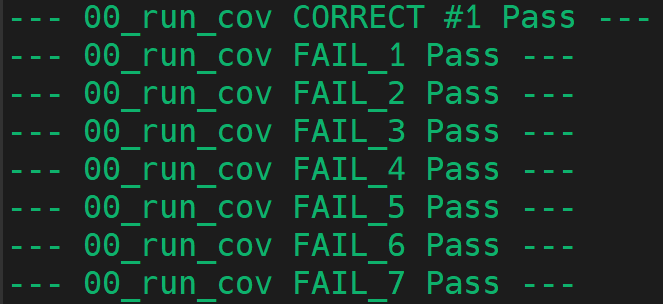 --- 00_run_cov CORRECT #1 Pass ---
--- 00_run_cov FAIL_1 Pass ---
--- 00_run_cov FAIL_2 Pass ---
--- 00_run_cov FAIL_3 Pass ---
--- 00_run_cov FAIL_4 Pass ---
--- 00_run_cov FAIL_5 Pass ---
--- 00_run_cov FAIL_6 Pass ---
--- 00_run_cov FAIL_7 Pass ---